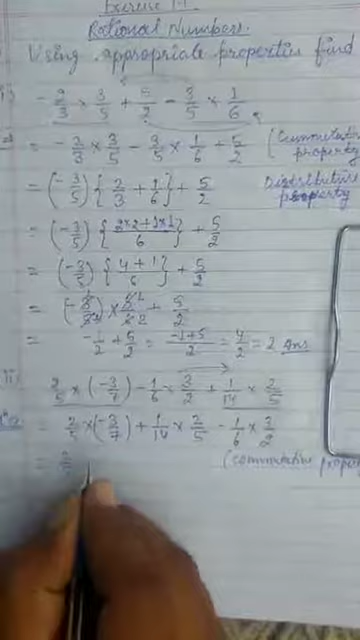 Exercise 1.1
Rational Numbers.
Using appropriate properties find
i) -2/3 × 3/5 + 5/2 - 3/5 × 1/6
= -2/3 × 3/5 - 3/5 × 1/6 + 5/2 (Commutative property
= (-3/5) {2/3 + 1/6} + 5/2 Distributive property
= (-3/5) {2×2+1×1/6} + 5/2
= (-3/5) {4+1/6} + 5/2
= × + 5/2
= -1/2 + 5/2 = -1+5/2 = 4/2 = 2 Ans
ii) 2/5 × (-3/7) - 1/6 × 3/2 + 1/14 × 2/5
= 2/5 × (-3/7) + 1/14 × 2/5 - 1/6 × 3/2
= 2 (commutative prope